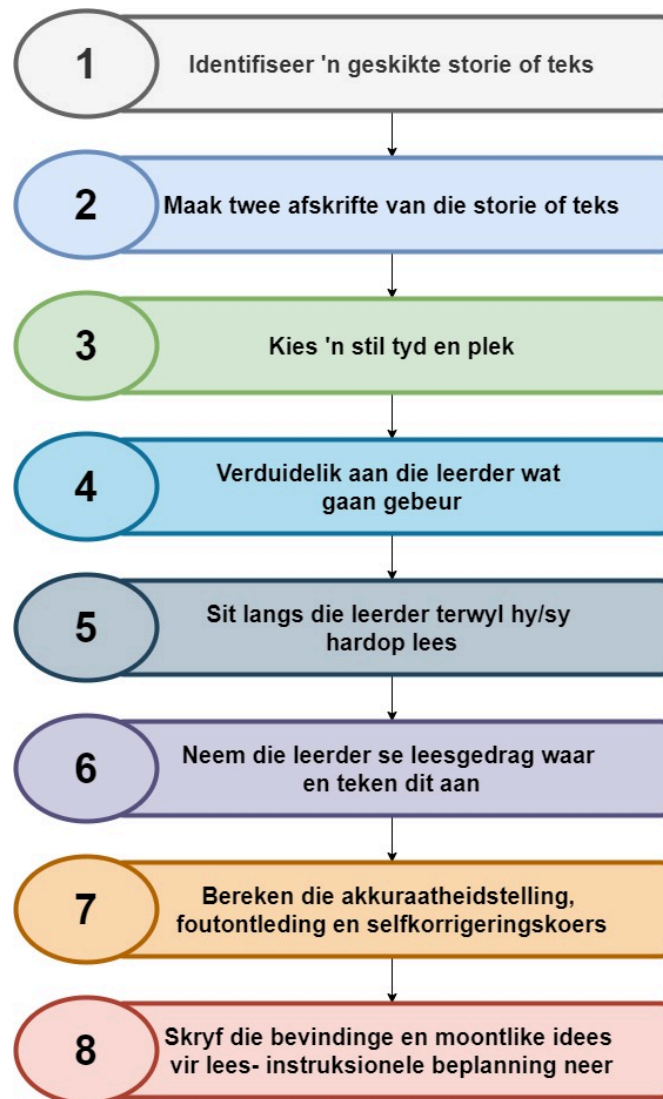 1
Identifiseer 'n geskikte storie of teks
2
Maak twee afskrifte van die storie of teks
3
Kies 'n stil tyd en plek
4
Verduidelik aan die leerder wat
gaan gebeur
5
Sit langs die leerder terwyl hy/sy
hardop lees
6
Neem die leerder se leesgedrag waar
en teken dit aan
7
Bereken die akkuraatheidstelling,
foutontleding en selfkorrigeringskoers
8
Skryf die bevindinge en moontlike idees
vir lees- instruksionele beplanning neer